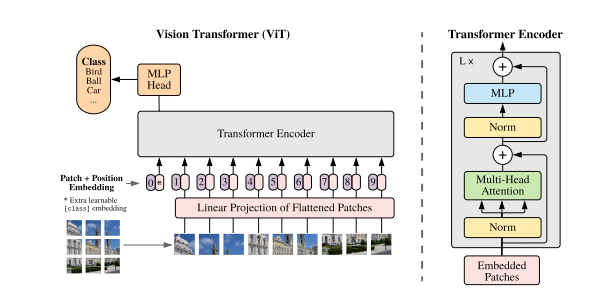 Vision Transformer (ViT)
Class
Bird
Ball
Car
...
MLP
Head
Transformer Encoder
Patch + Position
Embedding
0 * 1 2 3 4 5 6 7 8 9
* Extra learnable
[class] embedding
Linear Projection of Flattened Patches
Transformer Encoder
L ×
+
MLP
Norm
+
Multi-Head
Attention
Norm
Embedded
Patches